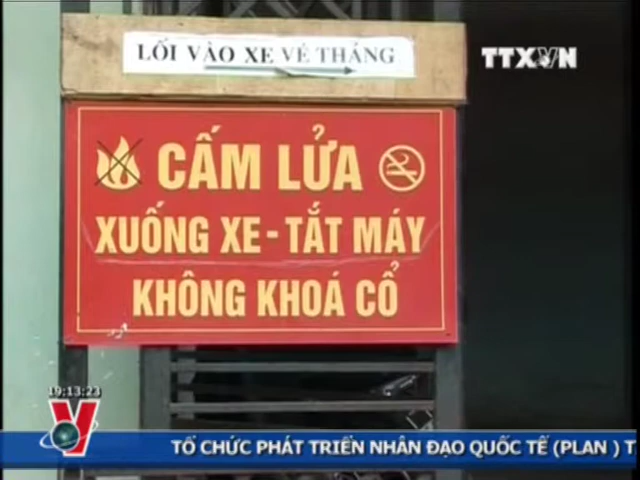 LỐI VÀO XE VÉ THÁNG
TTXVN
CẤM LỬA
XUỐNG XE - TẮT MÁY
KHÔNG KHOÁ CỔ
19:13:23
V
TỔ CHỨC PHÁT TRIỂN NHÂN ĐẠO QUỐC TẾ (PLAN ) T